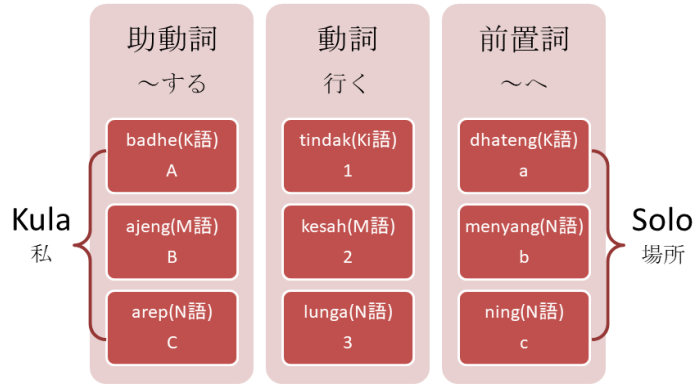 Kula
私
助動詞
～する
badhe(K語)
A
ajeng(M語)
B
arep(N語)
C
動詞
行く
tindak(Ki語)
1
kesah(M語)
2
lunga(N語)
3
前置詞
～へ
dhateng(K語)
a
menyang(N語)
b
ning(N語)
c
Solo
場所